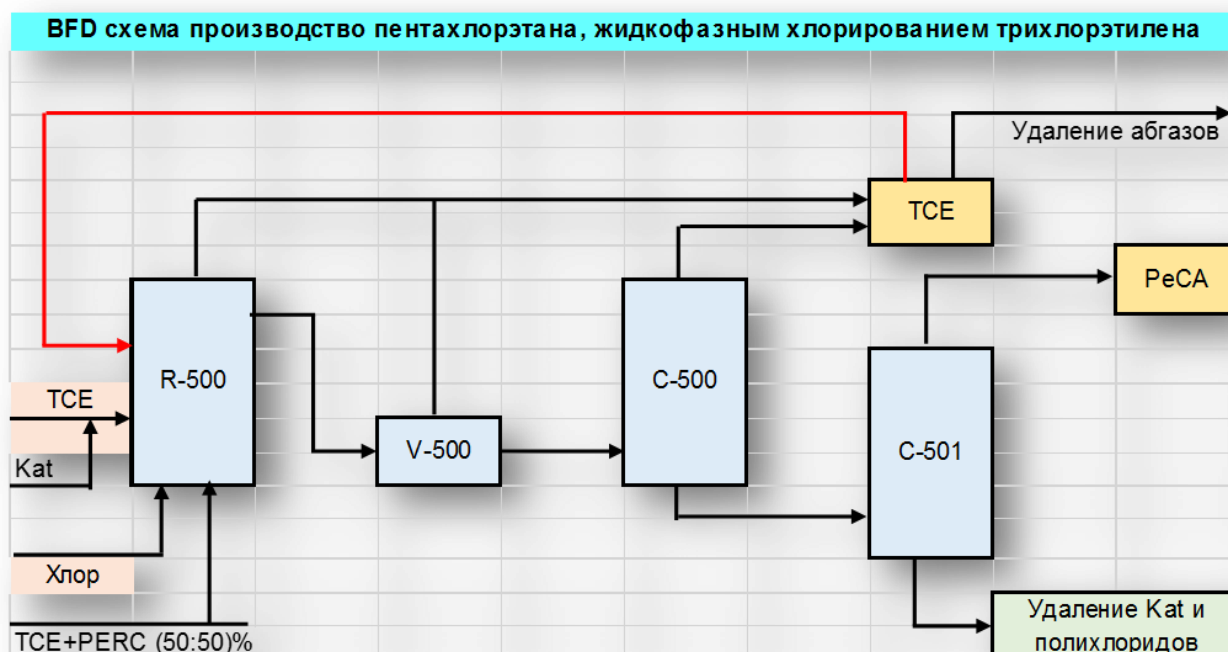 BFD схема производство пентахлорэтана, жидкофазным хлорированием трихлорэтилена
Удаление абгазов
TCE
PeCA
R-500
C-500
TCE
V-500
C-501
Kat
Хлор
TCE+PERC (50:50)%
Удаление Kat и
полихлоридов